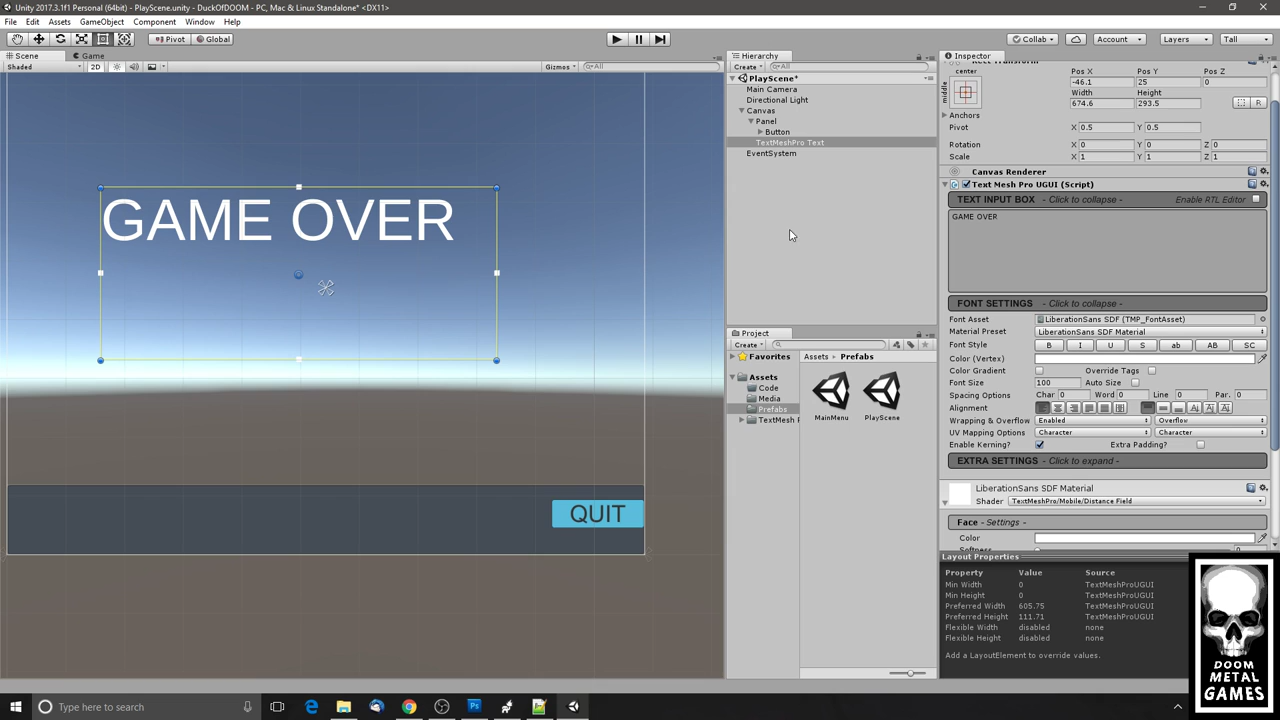 Unity 2017.3.1f1 Personal (64bit) - PlayScene.unity - DuckOfDOOM - PC, Mac & Linux Standalone* <DX11>
File Edit Assets GameObject Component Window Help
Pivot Global Collab Account Layers Tall
Scene Game
Shaded 2D Gizmos All
GAME OVER
QUIT
Hierarchy
Create All
PlayScene*
Main Camera
Directional Light
Canvas
Panel
Button
TextMeshPro Text
EventSystem
Project
Create
Favorites
Assets
Code
Media
Prefabs
TextMesh P
Assets Prefabs
MainMenu PlayScene
Inspector
center
middle
Pos X Pos Y Pos Z
-46.1 25 0
Width Height
674.6 293.5
R
Anchors
Pivot X 0.5 Y 0.5
Rotation X 0 Y 0 Z 0
Scale X 1 Y 1 Z 1
Canvas Renderer
Text Mesh Pro UGUI (Script)
TEXT INPUT BOX - Click to collapse - Enable RTL Editor
GAME OVER
FONT SETTINGS - Click to collapse -
Font Asset LiberationSans SDF (TMP_FontAsset)
Material Preset LiberationSans SDF Material
Font Style B I U S ab AB SC
Color (Vertex)
Color Gradient Override Tags
Font Size 100 Auto Size
Spacing Options Char 0 Word 0 Line 0 Par. 0
Alignment
Wrapping & Overflow Enabled Overflow
UV Mapping Options Character Character
Enable Kerning? Extra Padding?
EXTRA SETTINGS - Click to expand -
LiberationSans SDF Material
Shader TextMeshPro/Mobile/Distance Field
Face - Settings -
Color
Softness
Layout Properties
Property Value Source
Min Width 0 TextMeshProUGUI
Min Height 0 TextMeshProUGUI
Preferred Width 605.75 TextMeshProUGUI
Preferred Height 111.71 TextMeshProUGUI
Flexible Width disabled none
Flexible Height disabled none
Add a LayoutElement to override values.
DOOM
METAL
GAMES
Type here to search